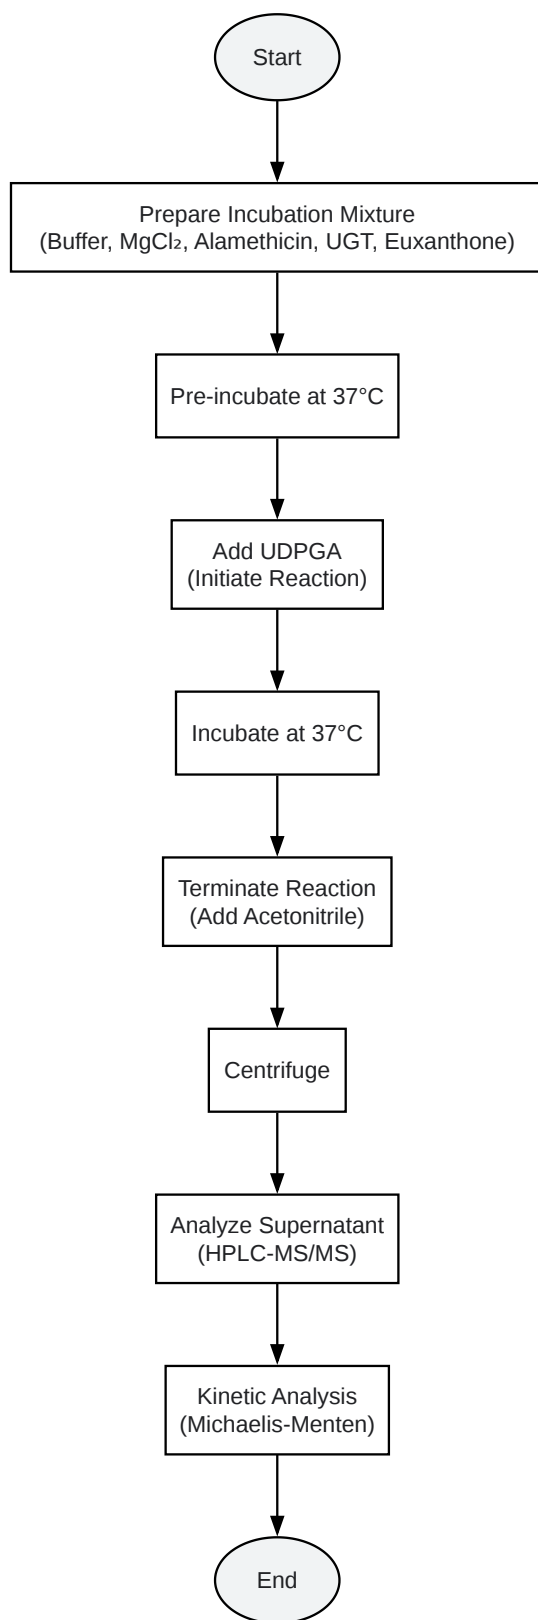 Start
Prepare Incubation Mixture
(Buffer, MgCl₂, Alamethicin, UGT, Euxanthone)
Pre-incubate at 37°C
Add UDPGA
(Initiate Reaction)
Incubate at 37°C
Terminate Reaction
(Add Acetonitrile)
Centrifuge
Analyze Supernatant
(HPLC-MS/MS)
Kinetic Analysis
(Michaelis-Menten)
End